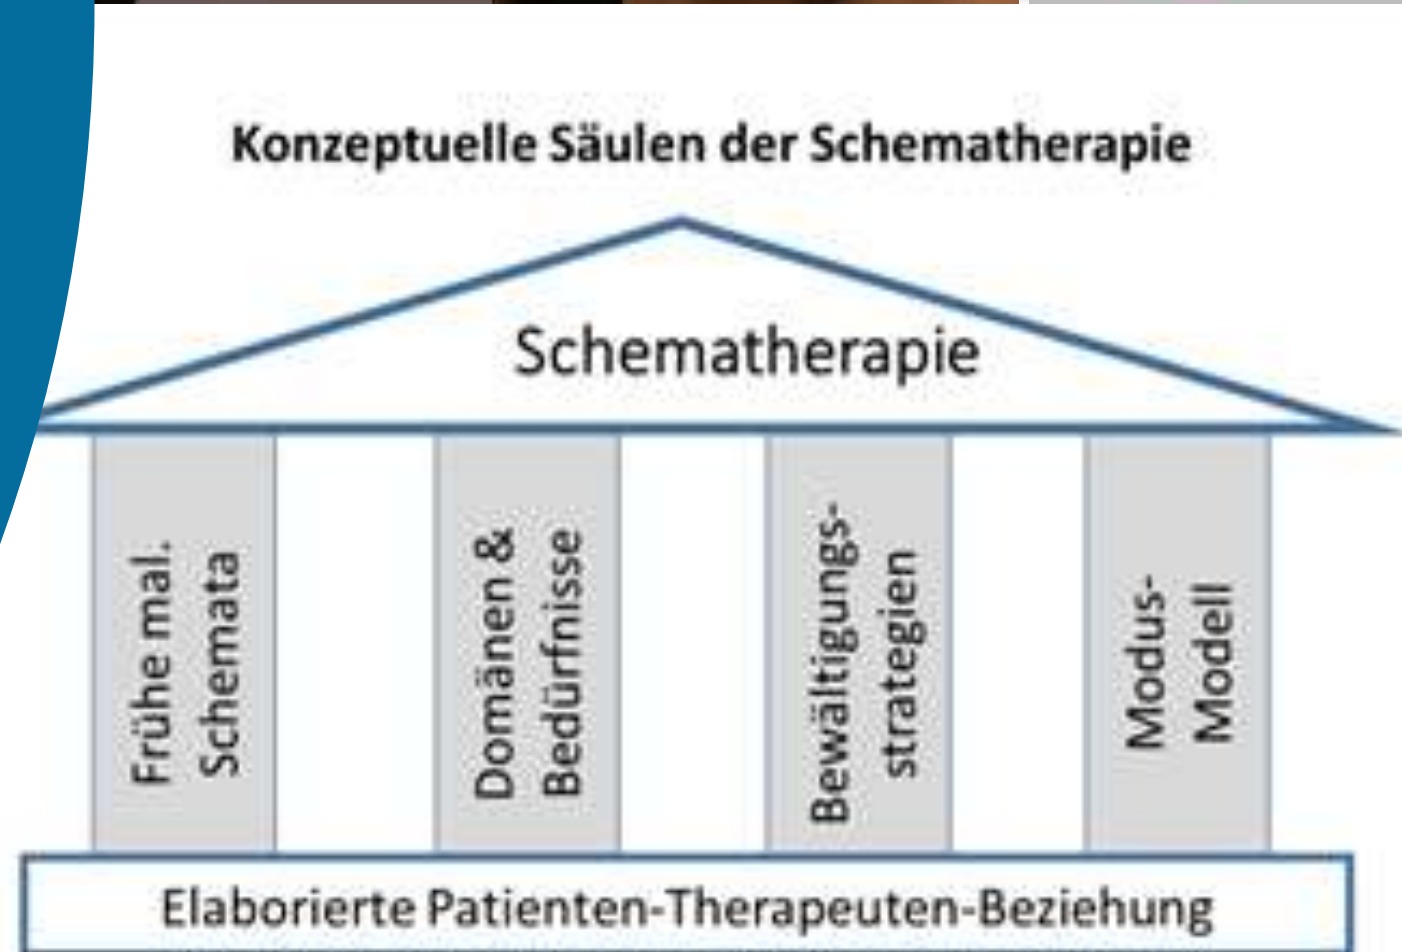 Konzeptuelle Säulen der Schematherapie
Schematherapie
Frühe mal.
Schemata
Domänen &
Bedürfnisse
Bewältigungs-
strategien
Modus-
Modell
Elaborierte Patienten-Therapeuten-Beziehung